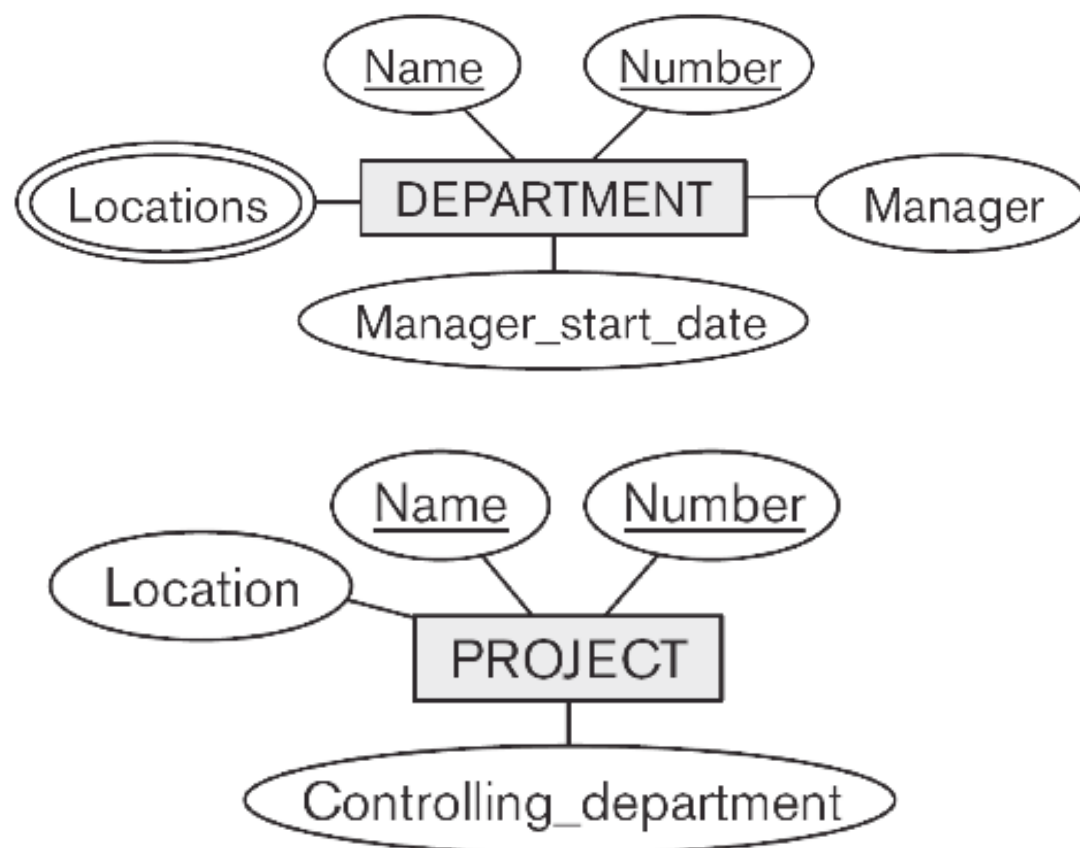 Name
Number
Locations
DEPARTMENT
Manager
Manager_start_date
Name
Number
Location
PROJECT
Controlling_department